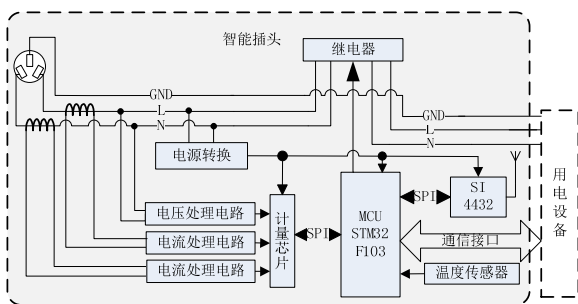 智能插头
继电器
GND
L
N
GND
L
N
电源转换
SI
4432
SPI
用电设备
电压处理电路
电流处理电路
电流处理电路
计量芯片
SPI
MCU
STM32
F103
通信接口
温度传感器